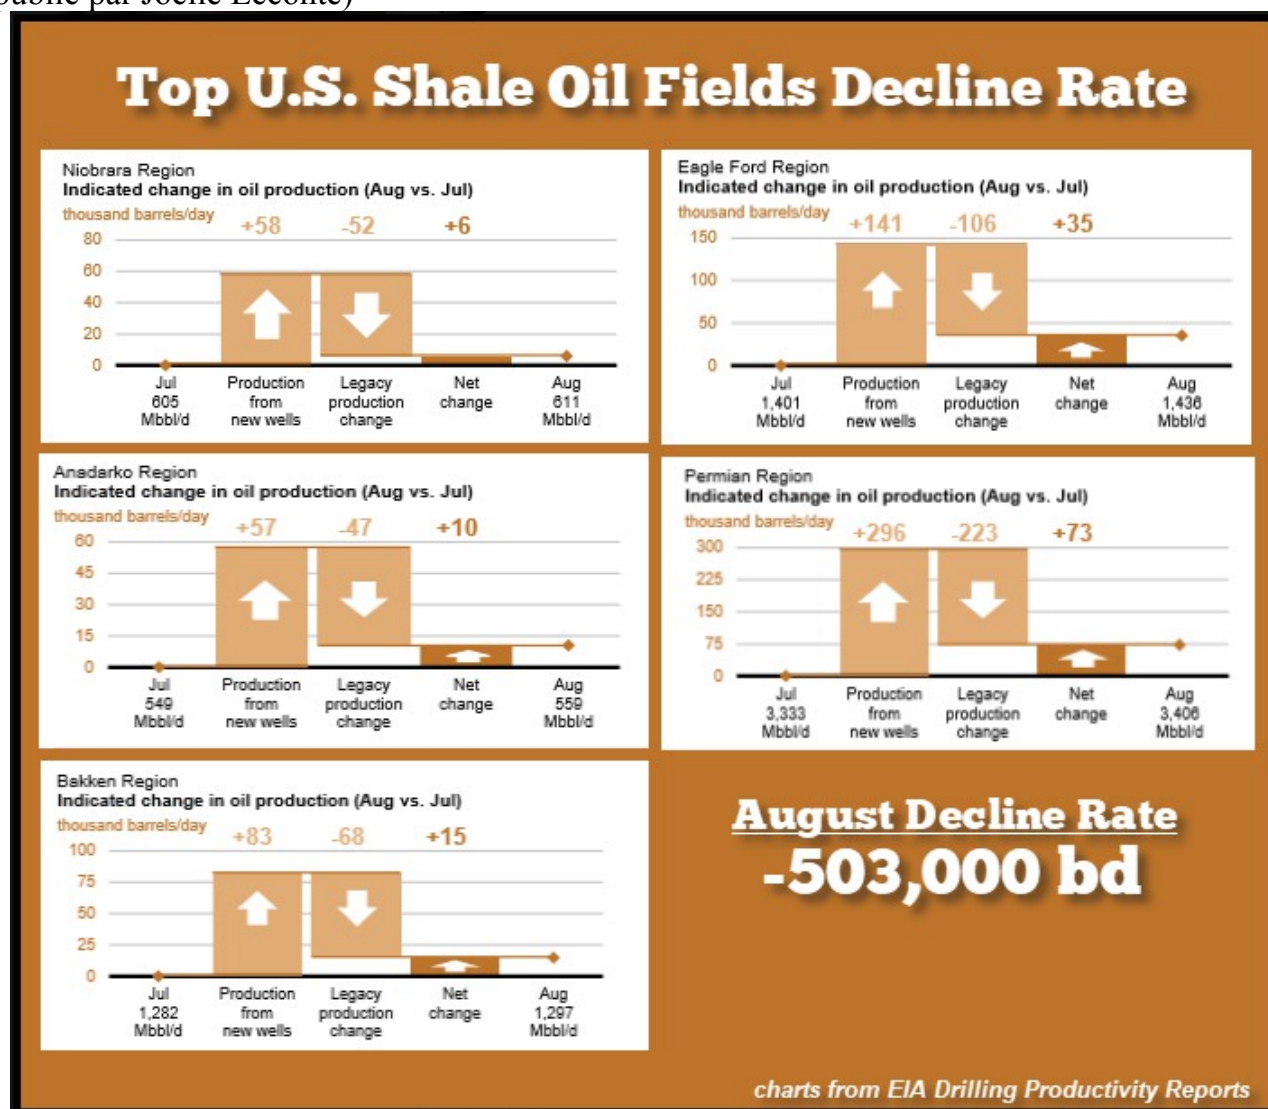 publié par Joëlle Leconte)
Top U.S. Shale Oil Fields Decline Rate
Niobrara Region
Indicated change in oil production (Aug vs. Jul)
thousand barrels/day
+58 -52 +6
80
60
40
20
0
Jul 605 Mbbl/d
Production from new wells
Legacy production change
Net change
Aug 611 Mbbl/d
Eagle Ford Region
Indicated change in oil production (Aug vs. Jul)
thousand barrels/day
+141 -106 +35
150
100
50
0
Jul 1,401 Mbbl/d
Production from new wells
Legacy production change
Net change
Aug 1,436 Mbbl/d
Anadarko Region
Indicated change in oil production (Aug vs. Jul)
thousand barrels/day
+57 -47 +10
60
45
30
15
0
Jul 549 Mbbl/d
Production from new wells
Legacy production change
Net change
Aug 559 Mbbl/d
Permian Region
Indicated change in oil production (Aug vs. Jul)
thousand barrels/day
+296 -223 +73
300
225
150
75
0
Jul 3,333 Mbbl/d
Production from new wells
Legacy production change
Net change
Aug 3,406 Mbbl/d
Bakken Region
Indicated change in oil production (Aug vs. Jul)
thousand barrels/day
+83 -68 +15
100
75
50
25
0
Jul 1,282 Mbbl/d
Production from new wells
Legacy production change
Net change
Aug 1,297 Mbbl/d
August Decline Rate
-503,000 bd
charts from EIA Drilling Productivity Reports